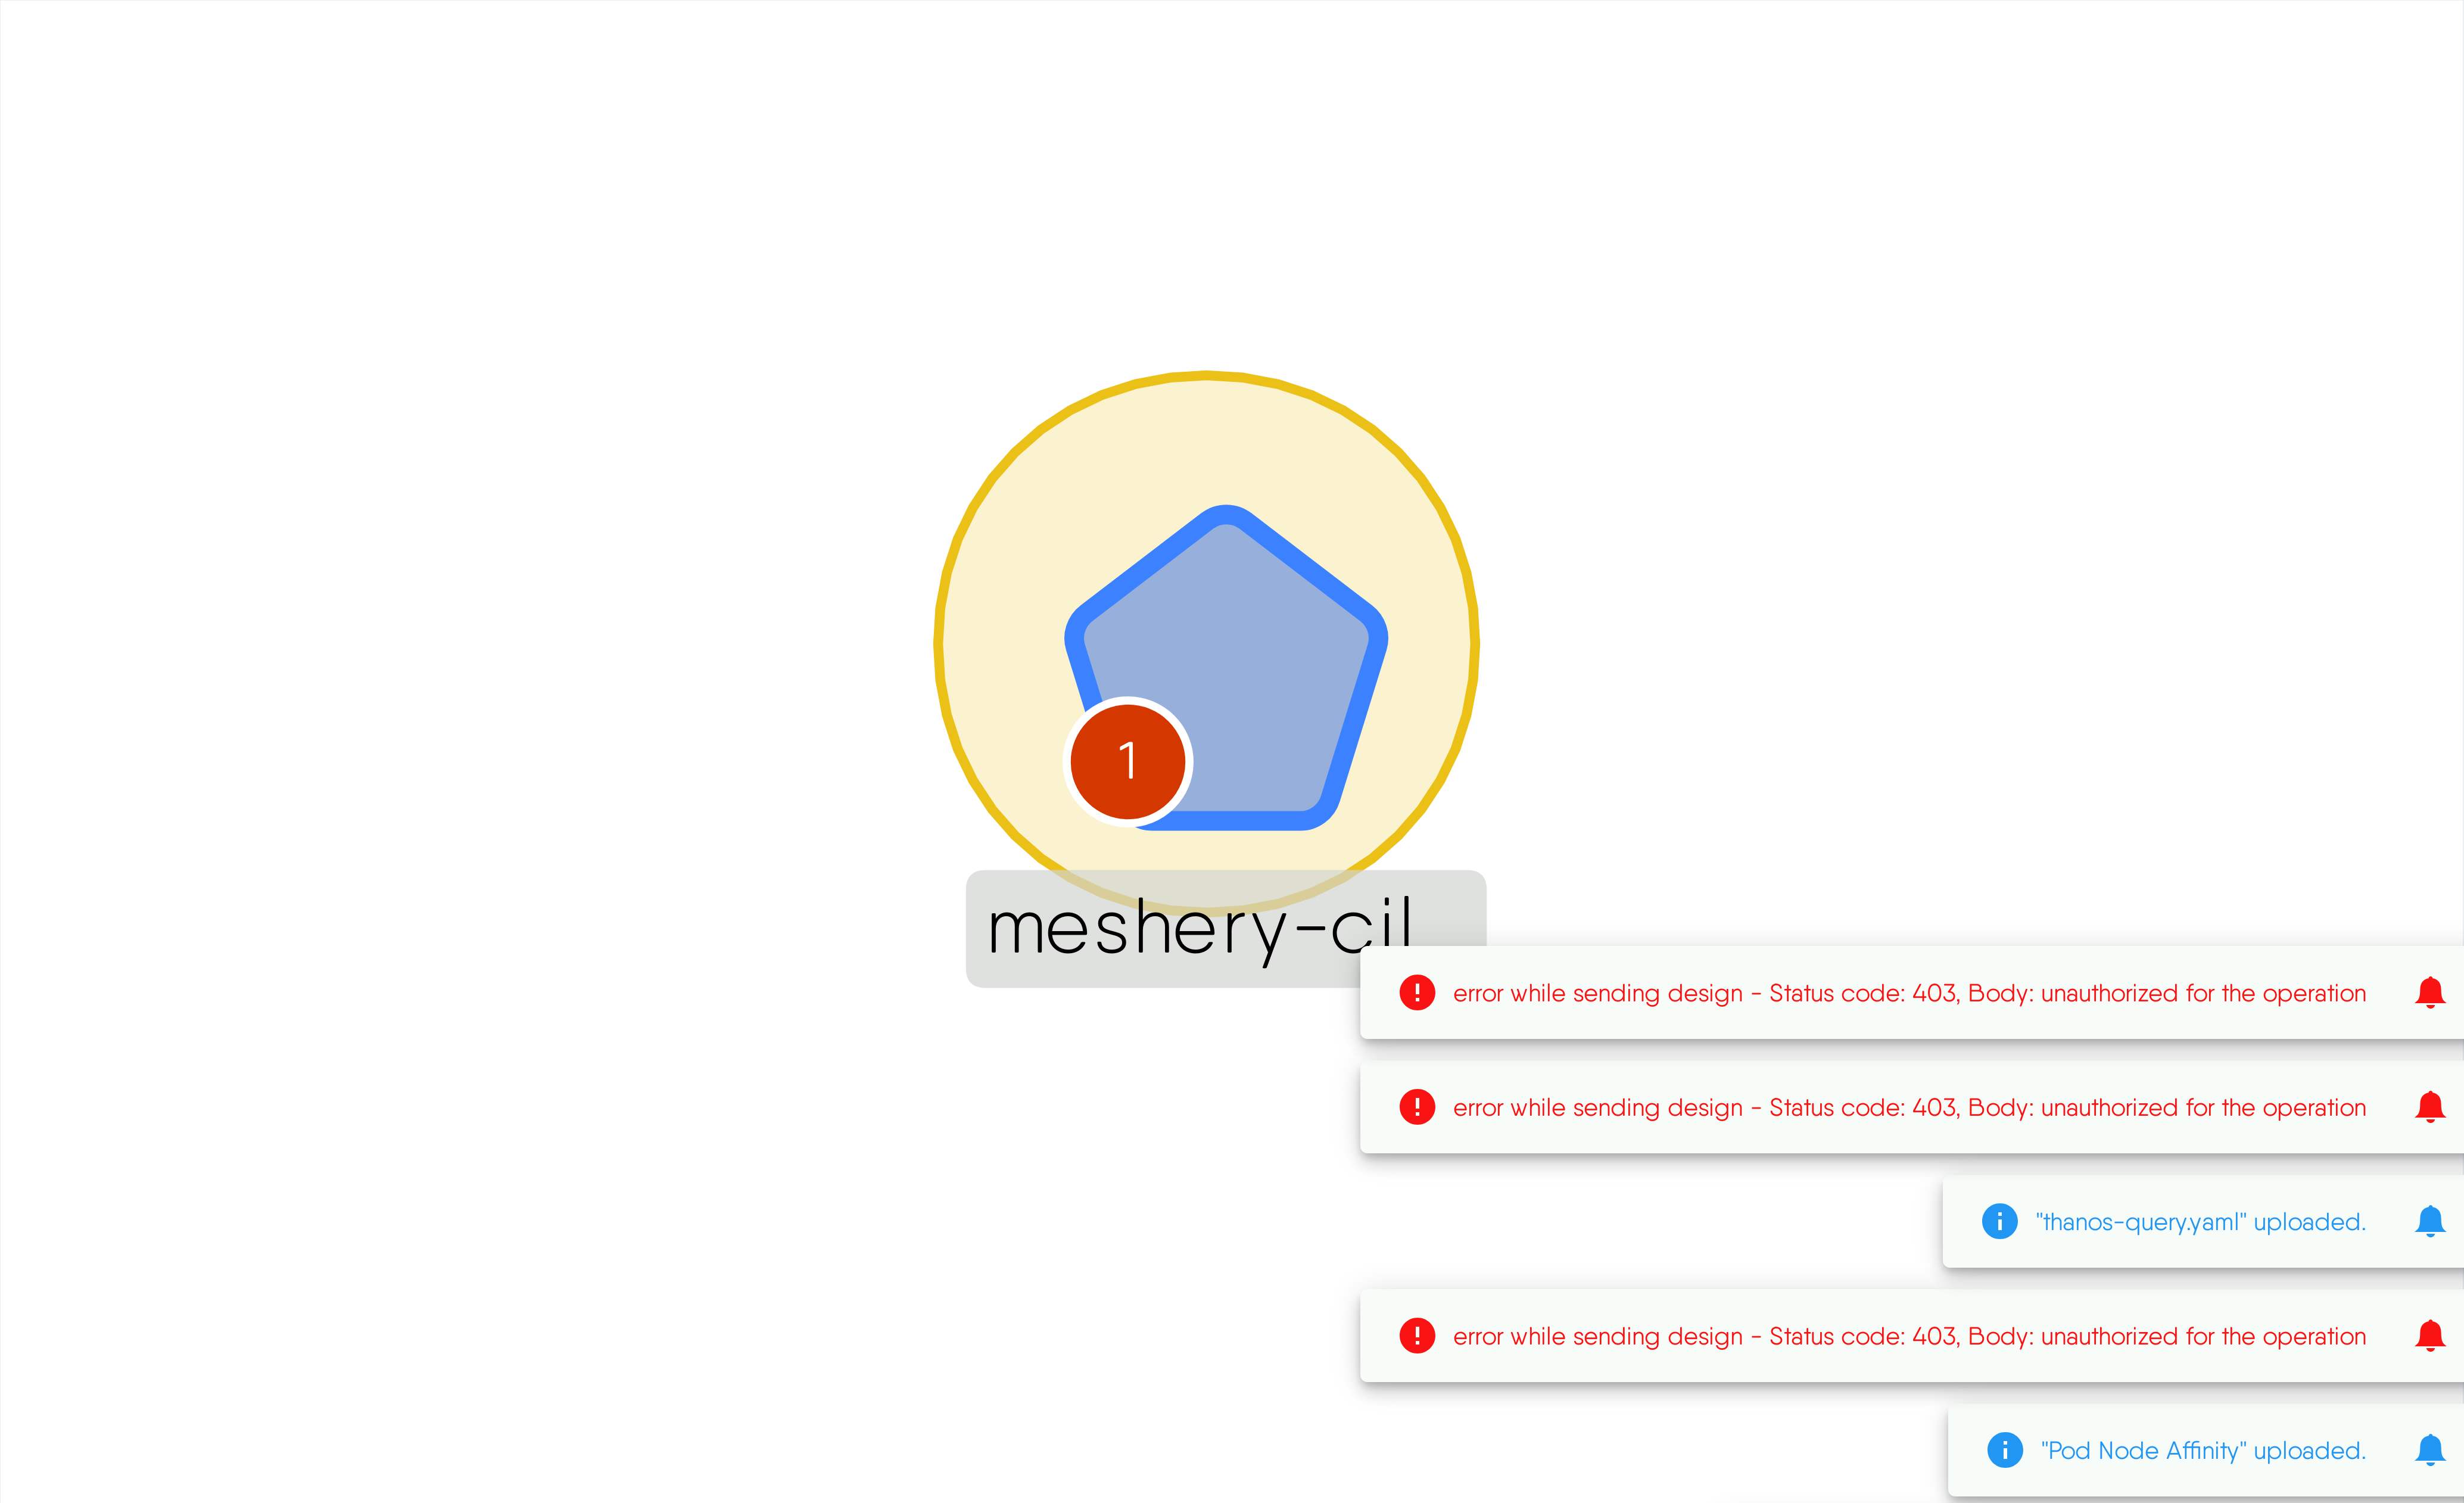 1
meshery-cil
error while sending design - Status code: 403, Body: unauthorized for the operation
error while sending design - Status code: 403, Body: unauthorized for the operation
"thanos-query.yaml" uploaded.
error while sending design - Status code: 403, Body: unauthorized for the operation
"Pod Node Affinity" uploaded.